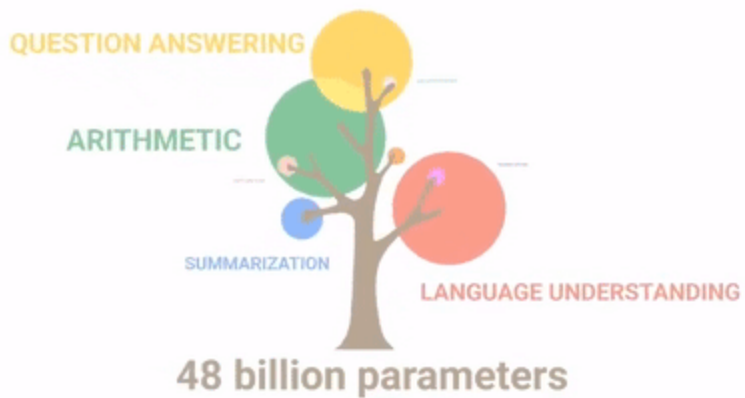 QUESTION ANSWERING
ARITHMETIC
SUMMARIZATION
LANGUAGE UNDERSTANDING
48 billion parameters